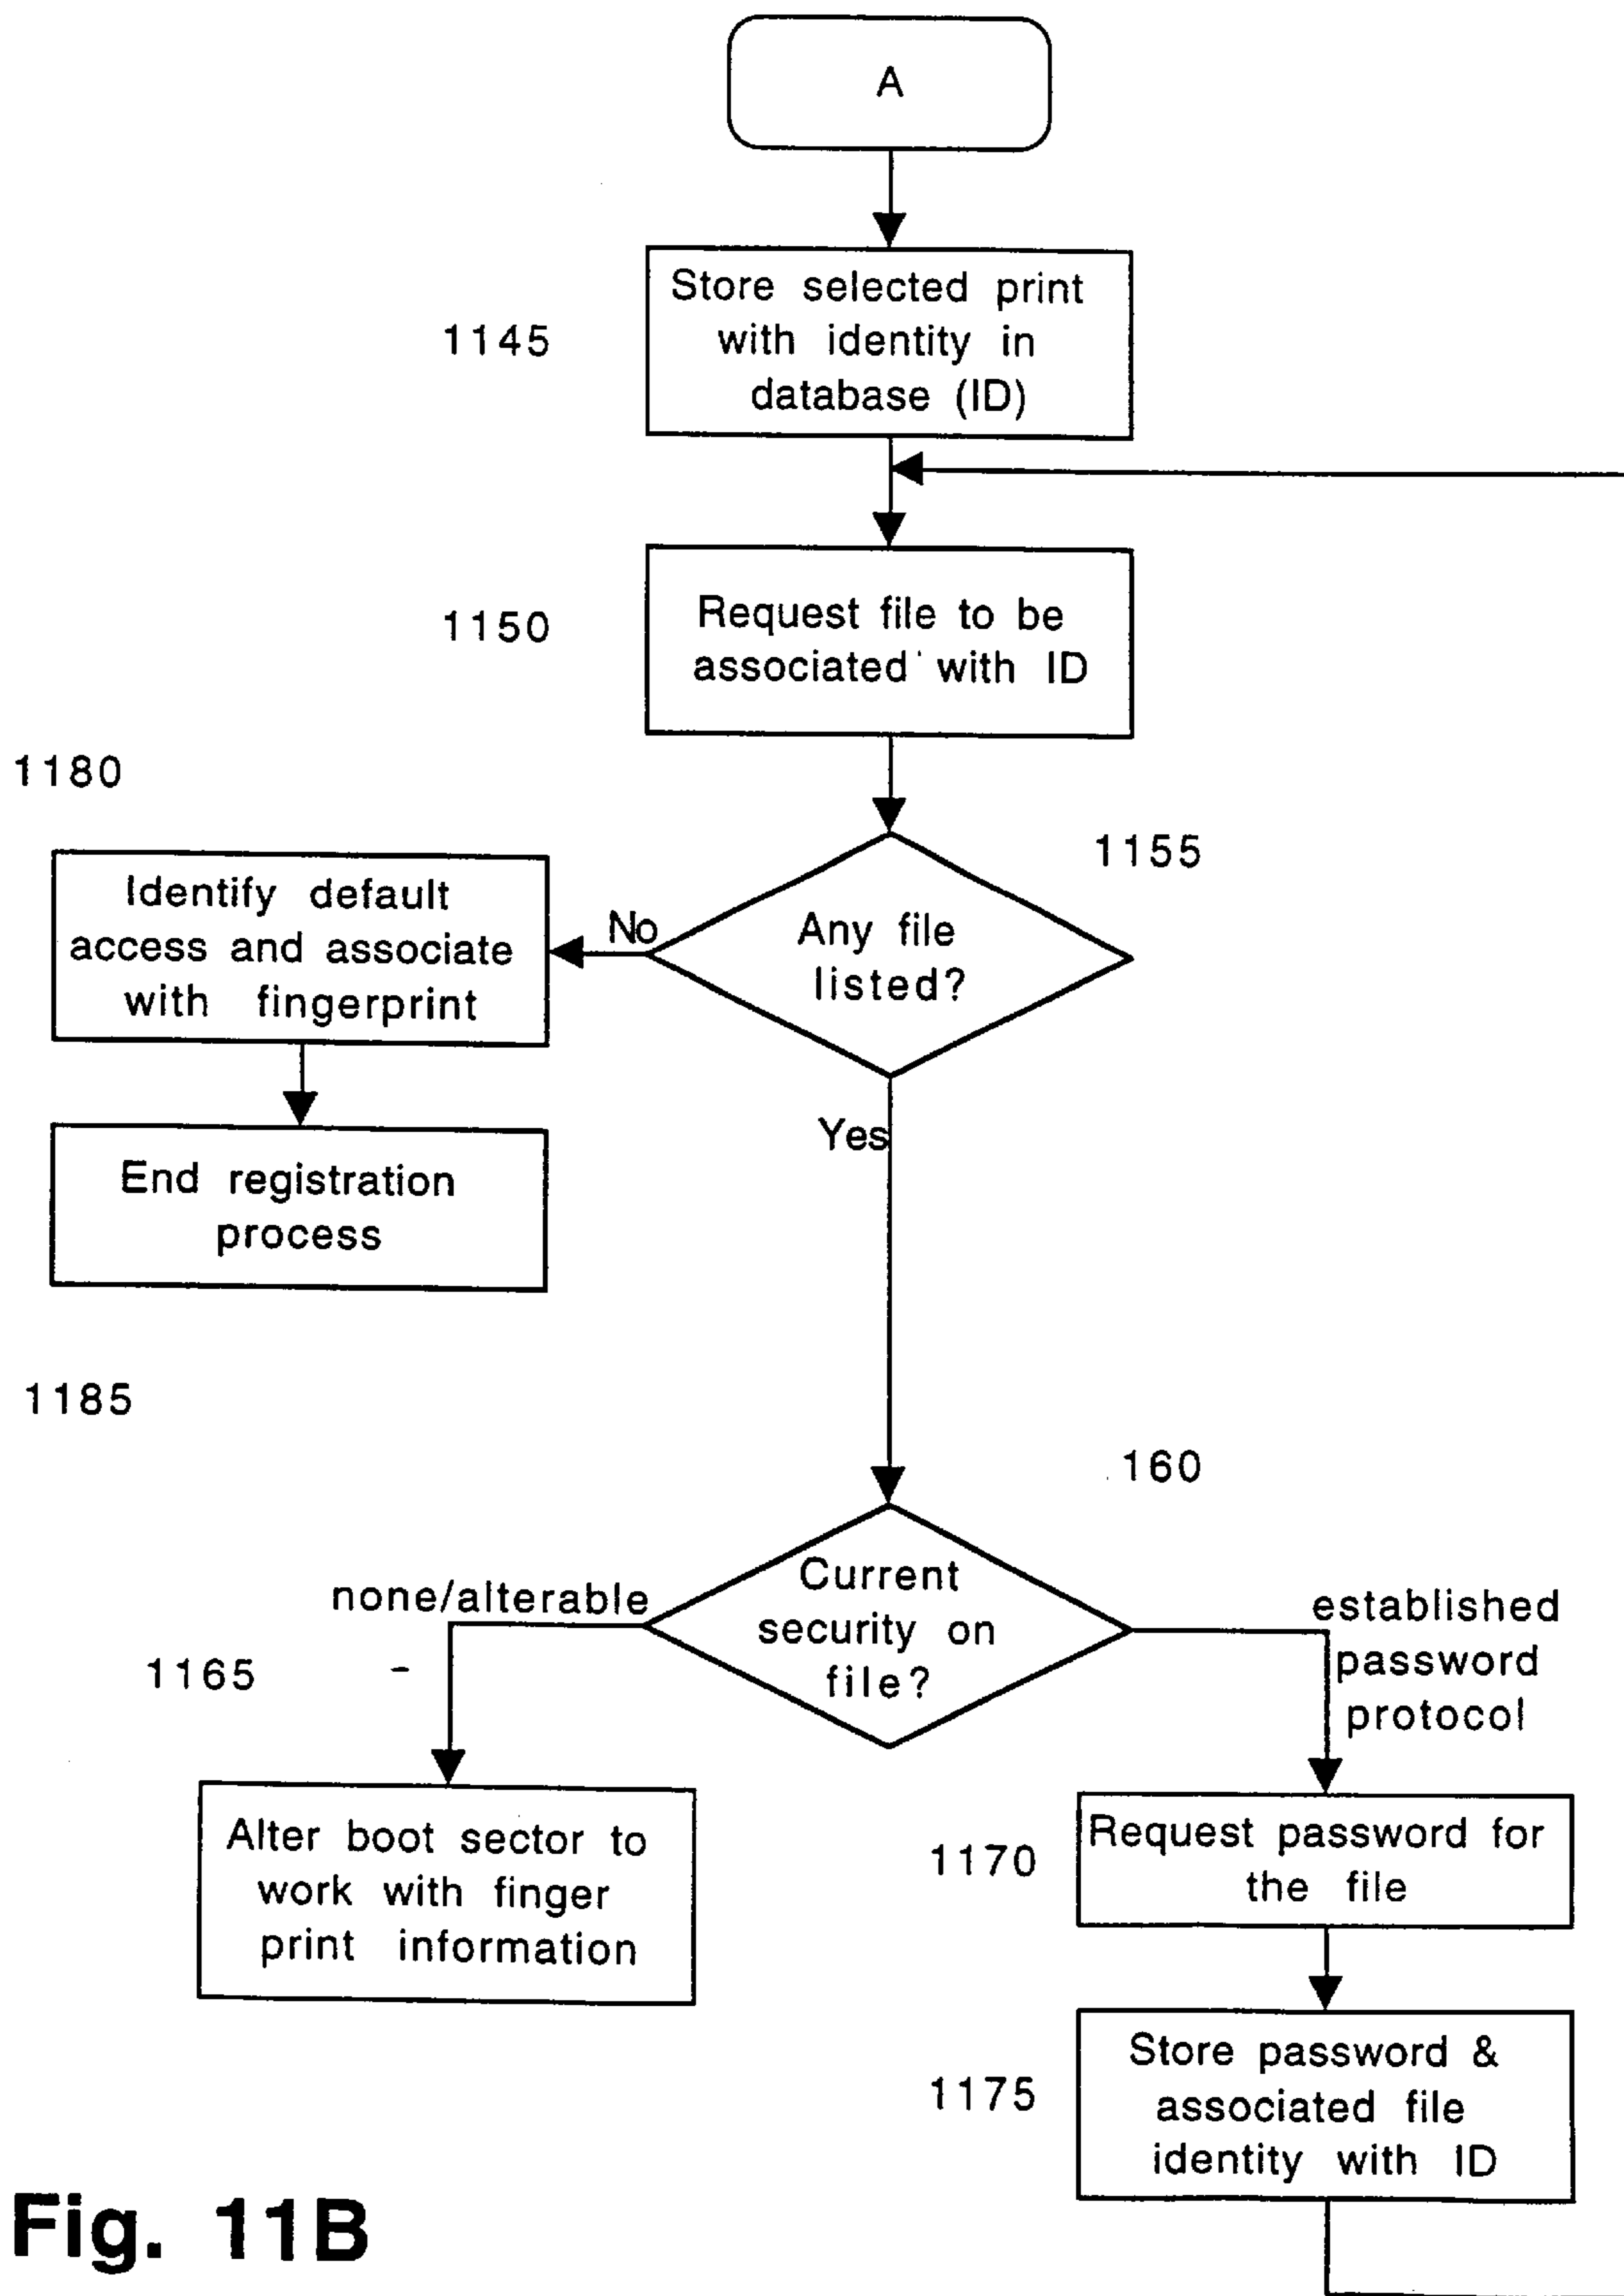 A
Store selected print
with identity in
database (ID)
1145
Request file to be
associated with ID
1150
1180
1155
Identify default
access and associate
with fingerprint
No
Any file
listed?
Yes
End registration
process
1185
160
Current
security on
file?
none/alterable
established
password
protocol
1165
Alter boot sector to
work with finger
print information
1170
Request password for
the file
1175
Store password &
associated file
identity with ID
Fig. 11B